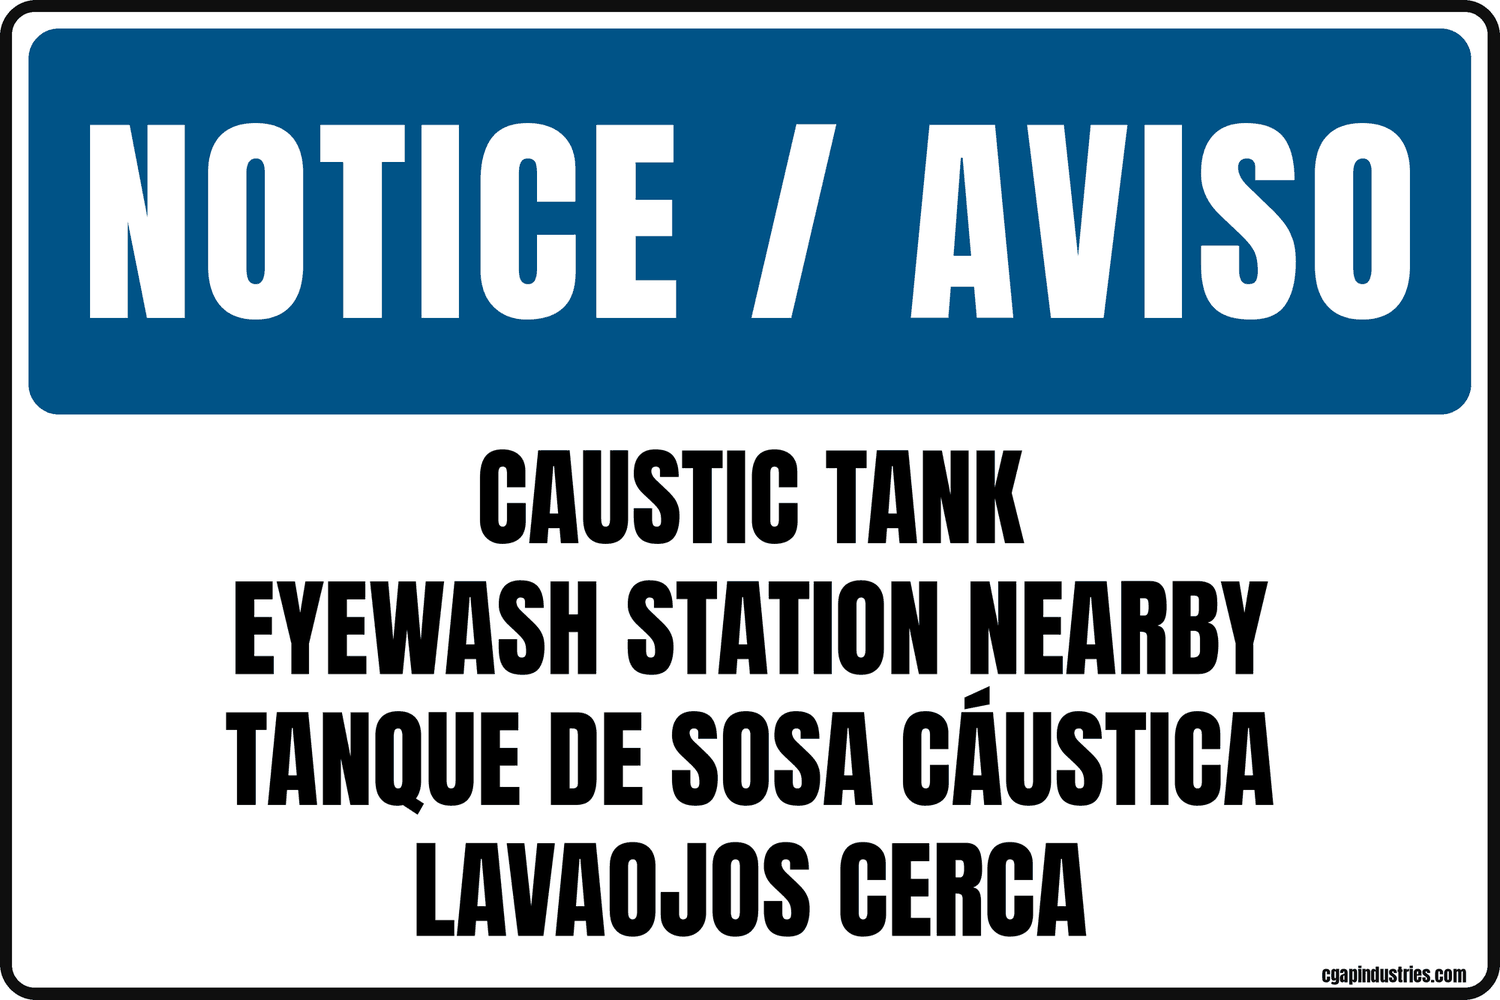 NOTICE / AVISO
CAUSTIC TANK
EYEWASH STATION NEARBY
TANQUE DE SOSA CÁUSTICA
LAVAOJOS CERCA
cgapindustries.com